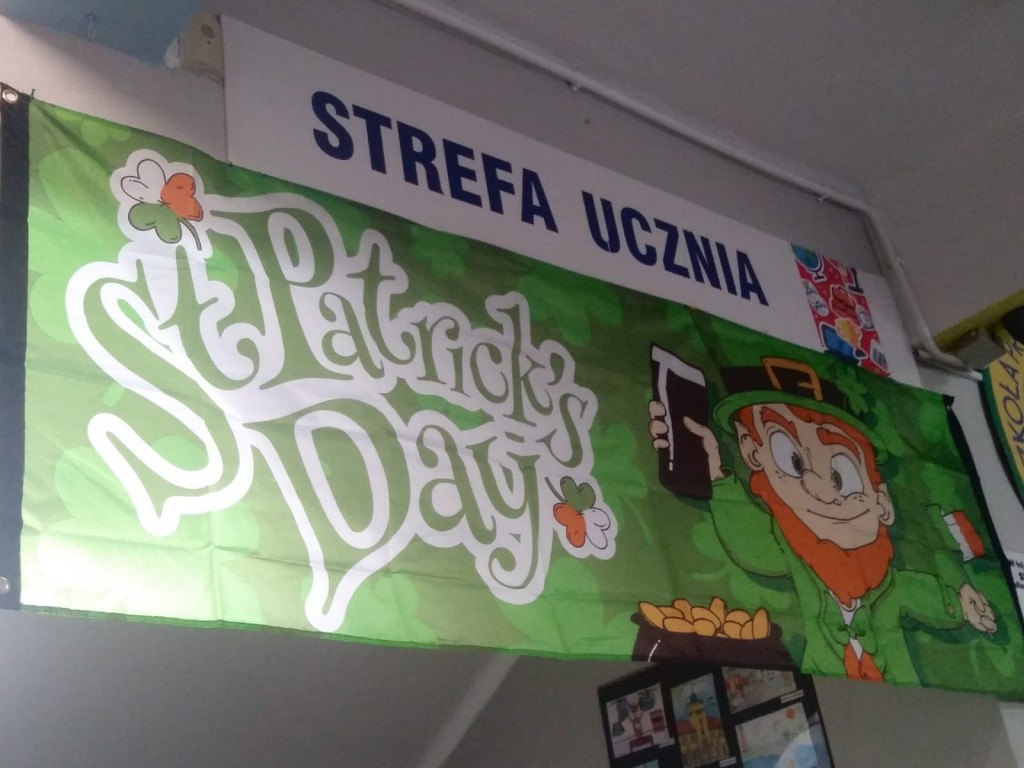 STREFA UCZNIA
St Patrick's
Day